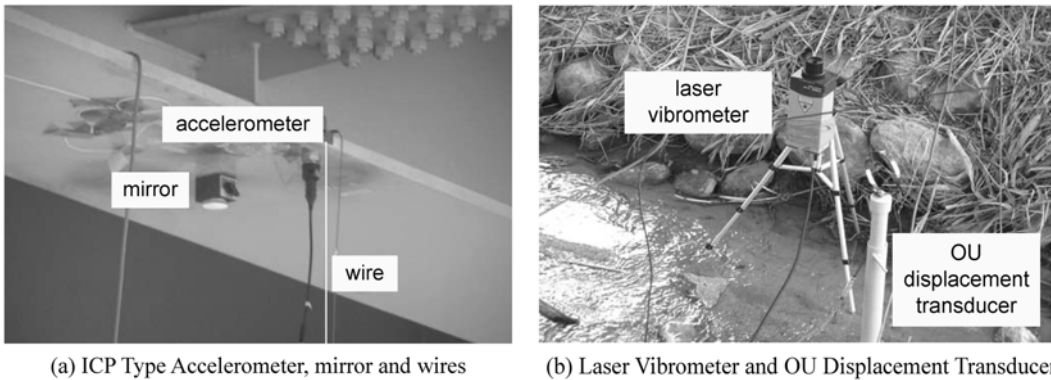 accelerometer
mirror
wire
laser
vibrometer
OU
displacement
transducer
(a) ICP Type Accelerometer, mirror and wires
(b) Laser Vibrometer and OU Displacement Transducer